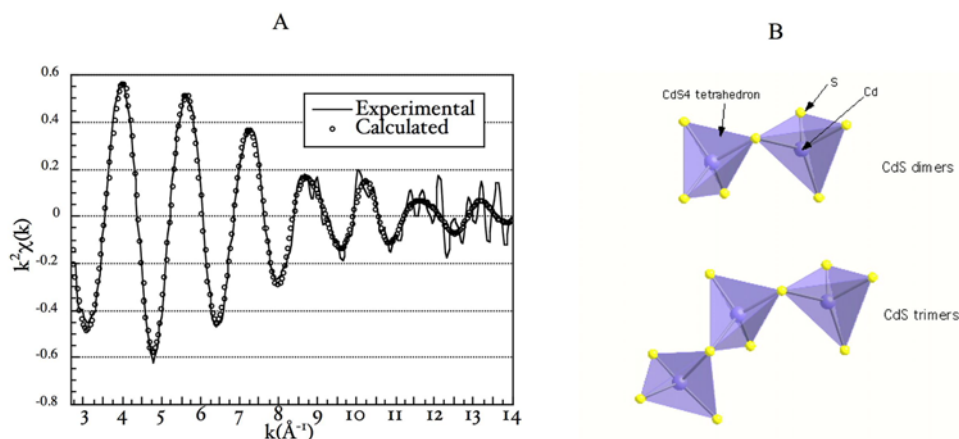 A
B
0.6
0.4
0.2
0
-0.2
-0.4
-0.6
-0.8
k²χ(k)
Experimental
Calculated
3 4 5 6 7 8 9 10 11 12 13 14
k(Å⁻¹)
CdS4 tetrahedron
S
Cd
CdS dimers
CdS trimers